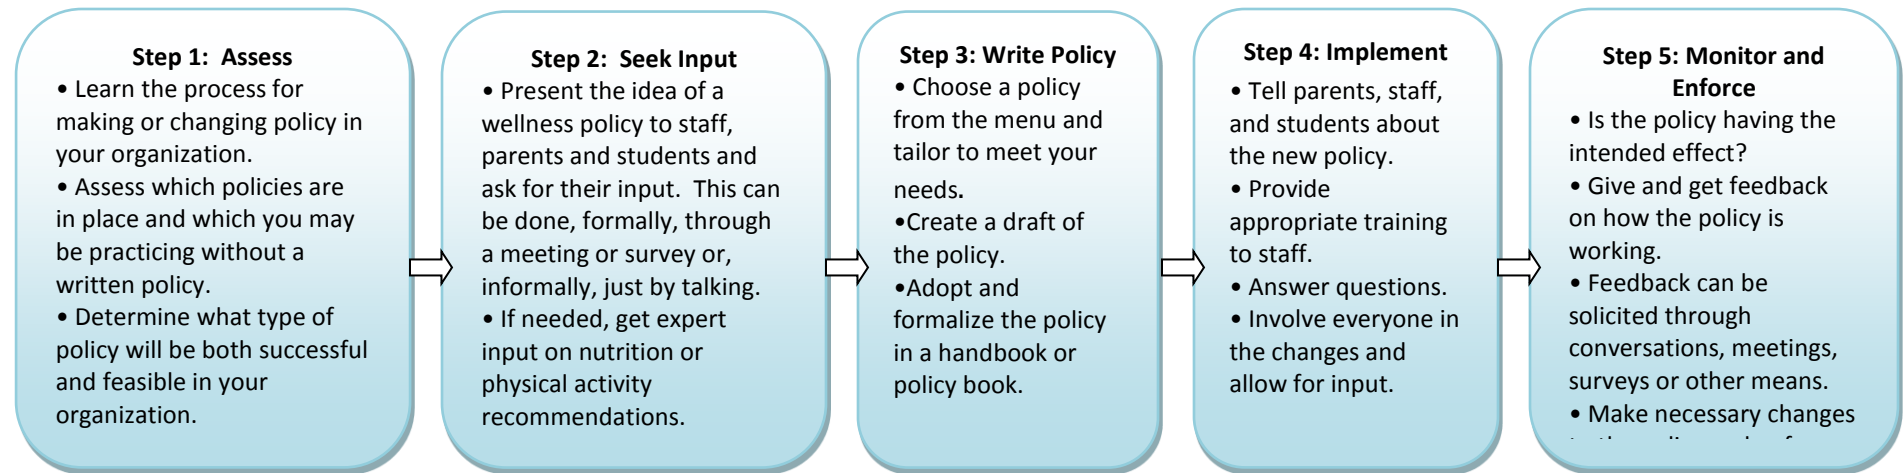 Step 1:  Assess
• Learn the process for
making or changing policy in
your organization.
• Assess which policies are
in place and which you may
be practicing without a
written policy.
• Determine what type of
policy will be both successful
and feasible in your
organization.
Step 2:  Seek Input
• Present the idea of a
wellness policy to staff,
parents and students and
ask for their input.  This can
be done, formally, through
a meeting or survey or,
informally, just by talking.
• If needed, get expert
input on nutrition or
physical activity
recommendations.
Step 3: Write Policy
• Choose a policy
from the menu and
tailor to meet your
needs.
•Create a draft of
the policy.
•Adopt and
formalize the policy
in a handbook or
policy book.
Step 4: Implement
• Tell parents, staff,
and students about
the new policy.
• Provide
appropriate training
to staff.
• Answer questions.
• Involve everyone in
the changes and
allow for input.
Step 5: Monitor and
Enforce
• Is the policy having the
intended effect?
• Give and get feedback
on how the policy is
working.
• Feedback can be
solicited through
conversations, meetings,
surveys or other means.
• Make necessary changes